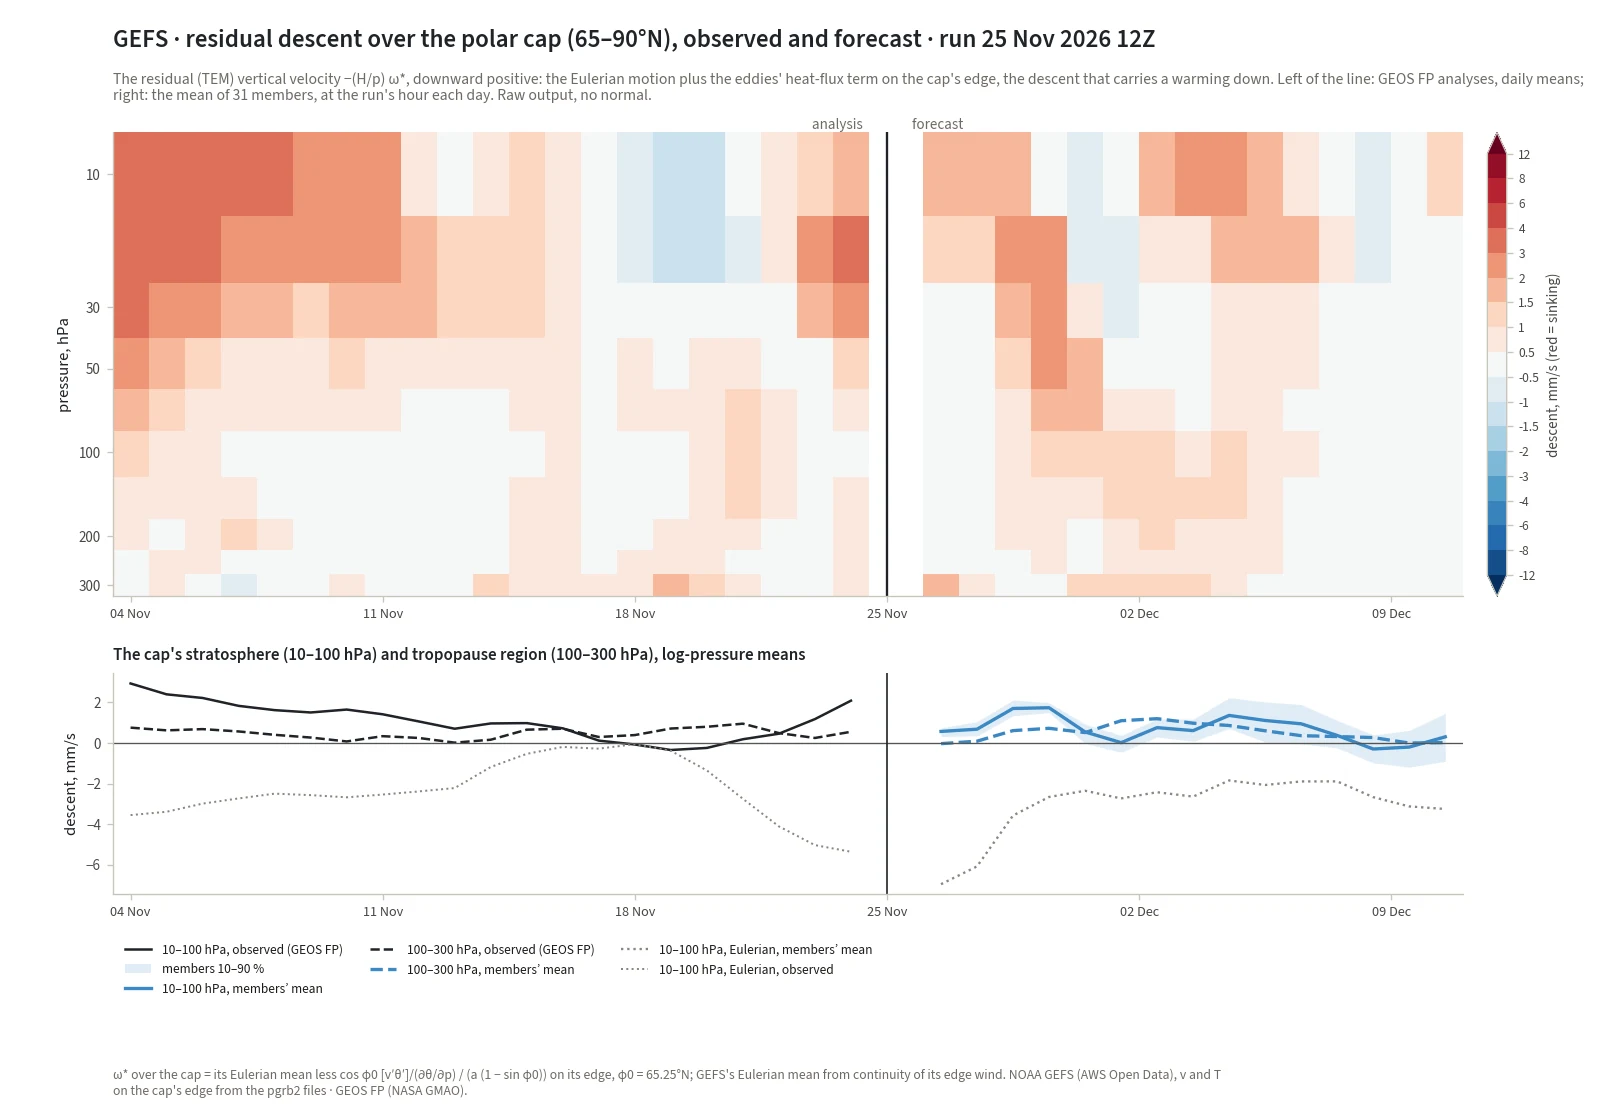 GEFS · residual descent over the polar cap (65–90°N), observed and forecast · run 25 Nov 2026 12Z
The residual (TEM) vertical velocity −(H/p) ω*, downward positive: the Eulerian motion plus the eddies' heat-flux term on the cap's edge, the descent that carries a warming down. Left of the line: GEOS FP analyses, daily means;
right: the mean of 31 members, at the run's hour each day. Raw output, no normal.
analysis
forecast
pressure, hPa
10
30
50
100
200
300
04 Nov
11 Nov
18 Nov
25 Nov
02 Dec
09 Dec
12
8
6
4
3
2
1.5
1
0.5
-0.5
-1
-1.5
-2
-3
-4
-6
-8
-12
descent, mm/s (red = sinking)
The cap's stratosphere (10–100 hPa) and tropopause region (100–300 hPa), log-pressure means
descent, mm/s
2
0
−2
−4
−6
04 Nov
11 Nov
18 Nov
25 Nov
02 Dec
09 Dec
10–100 hPa, observed (GEOS FP)
members 10–90 %
10–100 hPa, members’ mean
100–300 hPa, observed (GEOS FP)
100–300 hPa, members’ mean
10–100 hPa, Eulerian, members’ mean
10–100 hPa, Eulerian, observed
ω* over the cap = its Eulerian mean less cos φ0 [v′θ′]/(∂θ/∂p) / (a (1 − sin φ0)) on its edge, φ0 = 65.25°N; GEFS's Eulerian mean from continuity of its edge wind. NOAA GEFS (AWS Open Data), v and T
on the cap's edge from the pgrb2 files · GEOS FP (NASA GMAO).